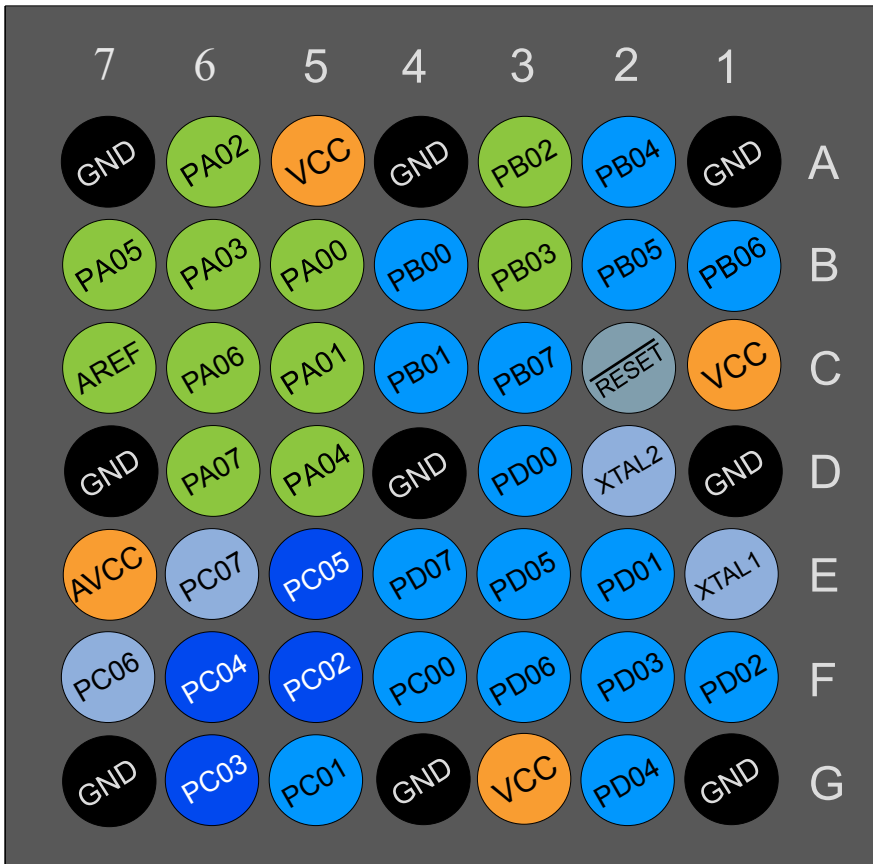 7 6 5 4 3 2 1
GND PA02 VCC GND PB02 PB04 GND A
PA05 PA03 PA00 PB00 PB03 PB05 PB06 B
AREF PA06 PA01 PB01 PB07 RESET VCC C
GND PA07 PA04 GND PD00 XTAL2 GND D
AVCC PC07 PC05 PD07 PD05 PD01 XTAL1 E
PC06 PC04 PC02 PC00 PD06 PD03 PD02 F
GND PC03 PC01 GND VCC PD04 GND G